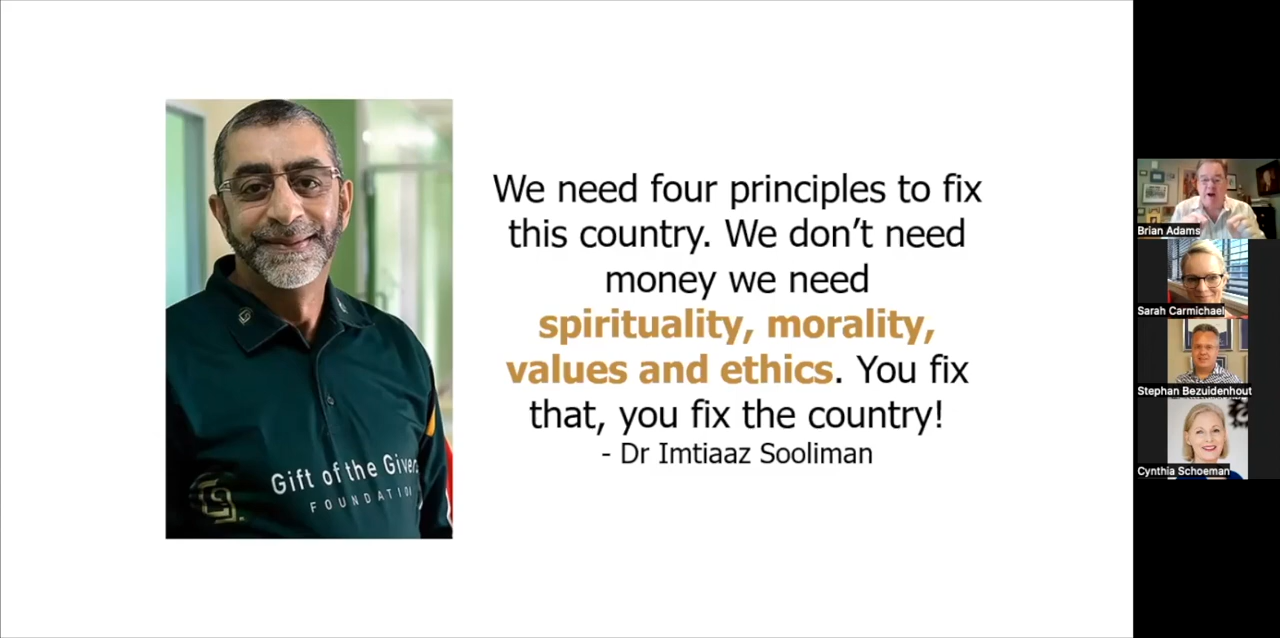 We need four principles to fix
this country. We don’t need
money we need
spirituality, morality,
values and ethics. You fix
that, you fix the country!
- Dr Imtiaaz Sooliman
Gift of the Givers
FOUNDATION
Brian Adams
Sarah Carmichael
Stephan Bezuidenhout
Cynthia Schoeman